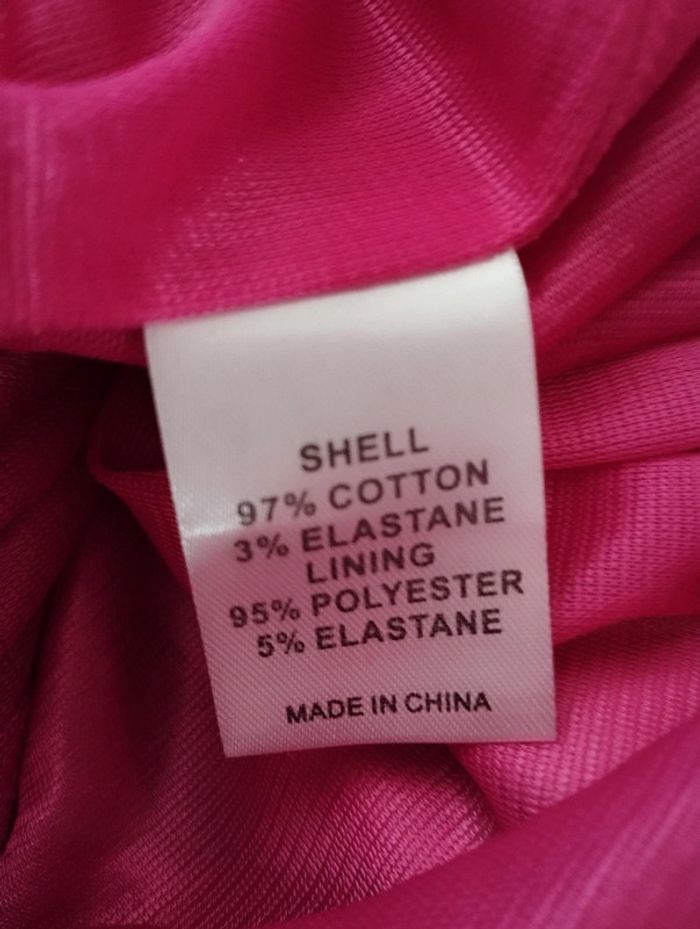 SHELL
97% COTTON
3% ELASTANE
LINING
95% POLYESTER
5% ELASTANE
MADE IN CHINA